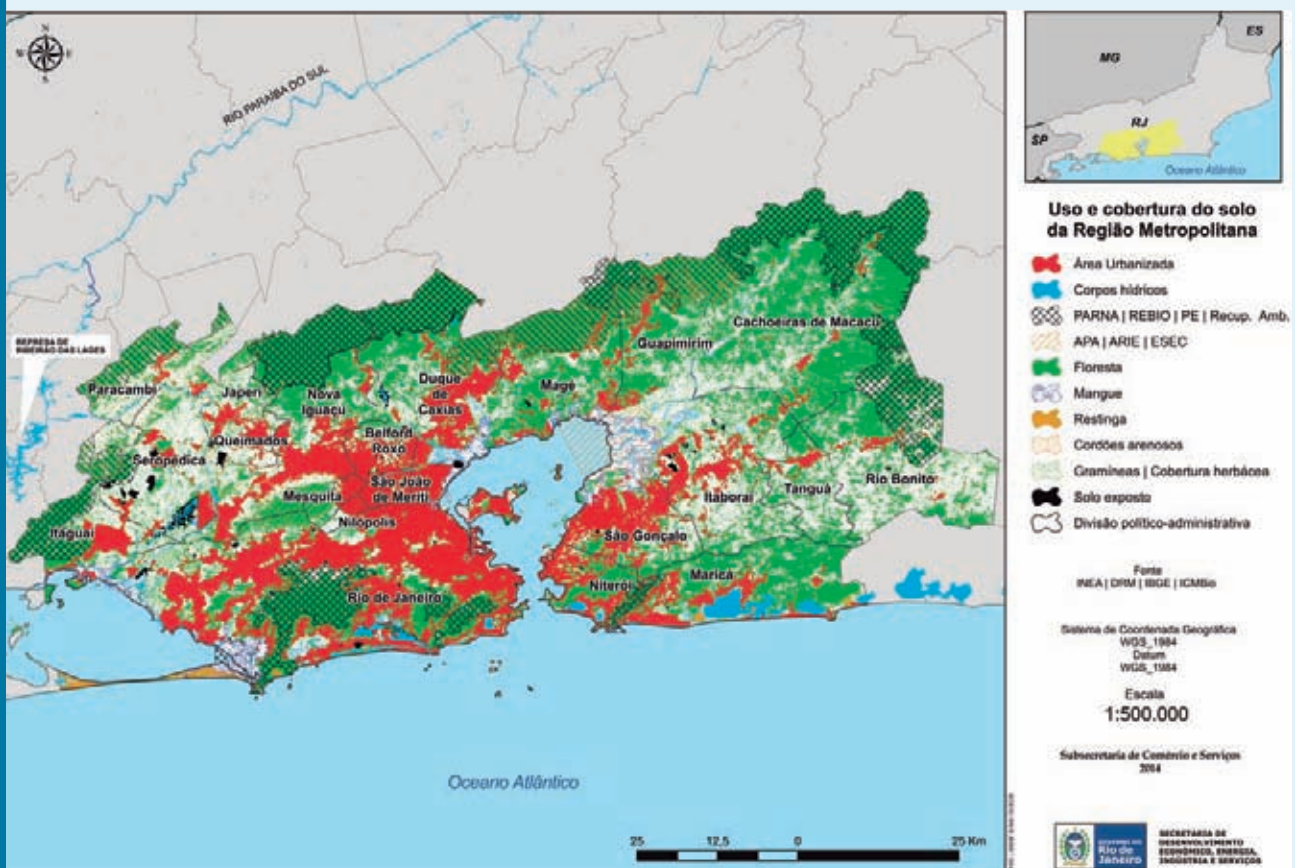 N
W
E
S
RIO PARAÍBA DO SUL
REPRESA DE
RIBEIRÃO DAS LAGES
Paracambi
Japeri
Nova
Iguaçu
Duque
de
Caxias
Magé
Guapimirim
Cachoeiras de Macacu
Seropédica
Queimados
Belford
Roxo
São João
de Meriti
Mesquita
Nilópolis
Itaguaí
Rio de Janeiro
São Gonçalo
Niterói
Maricá
Itaboraí
Tanguá
Rio Bonito
Oceano Atlântico
25
12,5
0
25 Km
MG
ES
SP
RJ
Oceano Atlântico
Uso e cobertura do solo
da Região Metropolitana
Área Urbanizada
Corpos hídricos
PARNA | REBIO | PE | Recup. Amb.
APA | ARIE | ESEC
Floresta
Mangue
Restinga
Cordões arenosos
Gramíneas | Cobertura herbácea
Solo exposto
Divisão político-administrativa
Fonte
INEA | DRM | IBGE | ICMBio
Sistema de Coordenada Geográfica
WGS_1984
Datum
WGS_1984
Escala
1:500.000
Subsecretaria de Comércio e Serviços
2014
GOVERNO DO
Rio de
Janeiro
SECRETARIA DE
DESENVOLVIMENTO
ECONÔMICO, ENERGIA,
INDÚSTRIA E SERVIÇOS